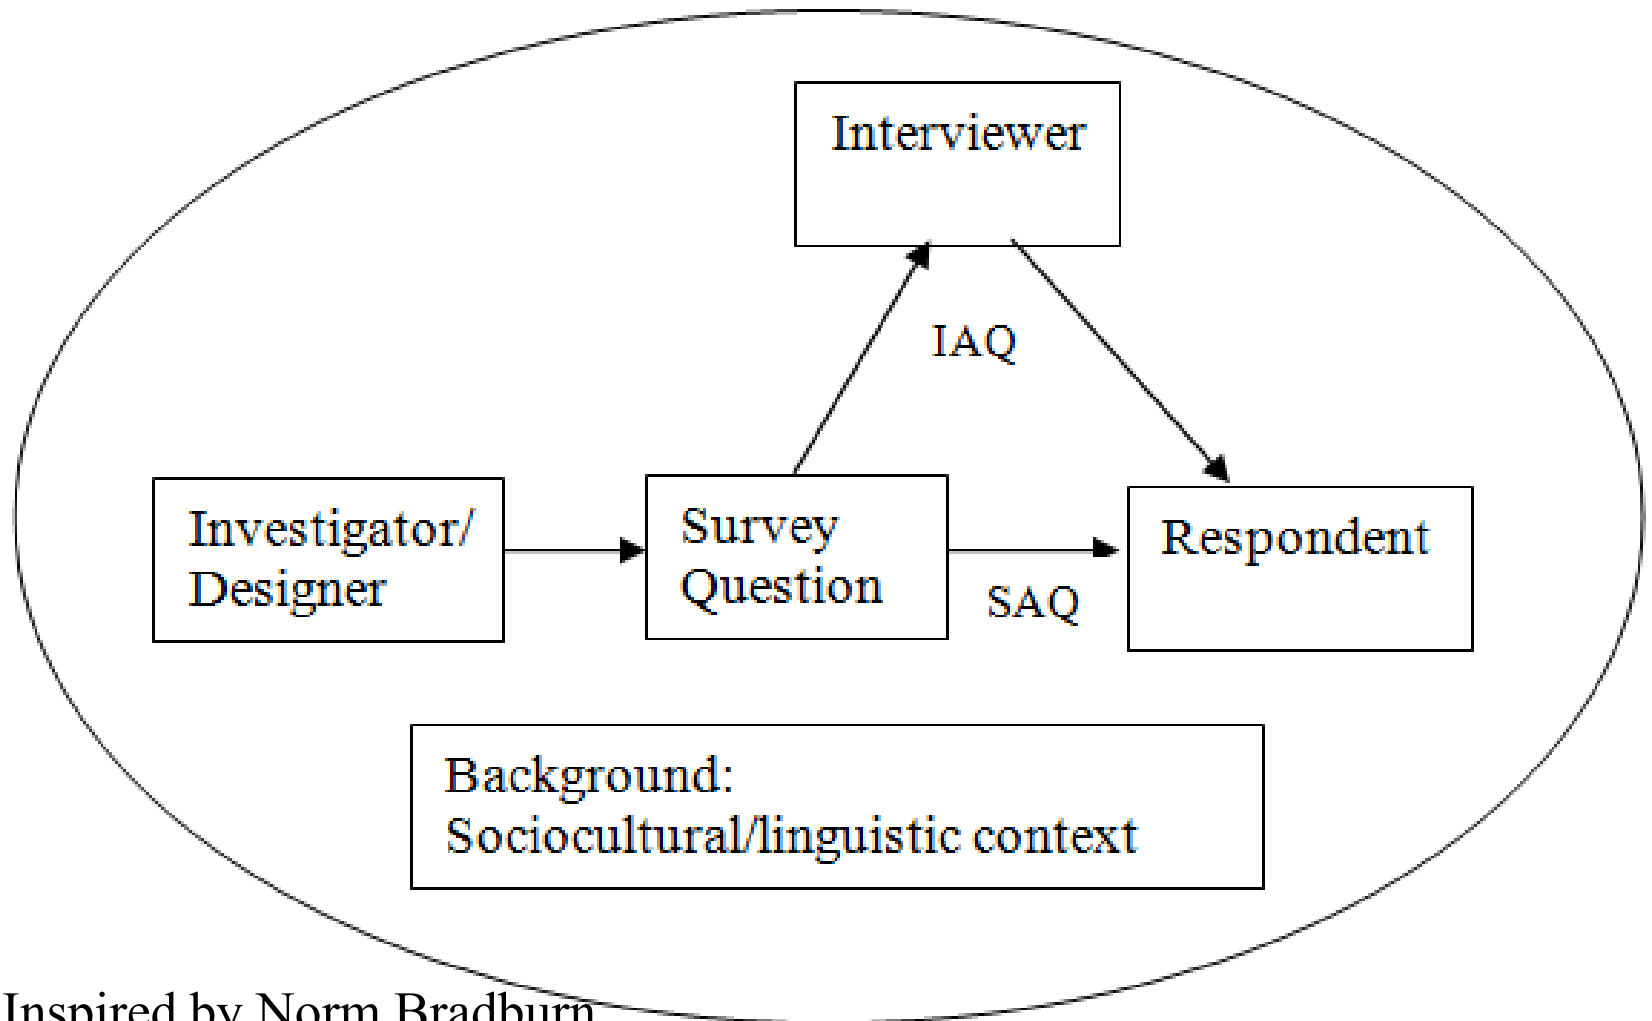 Interviewer
IAQ
Investigator/
Designer
Survey
Question
SAQ
Respondent
Background:
Sociocultural/linguistic context
Inspired by Norm Bradburn